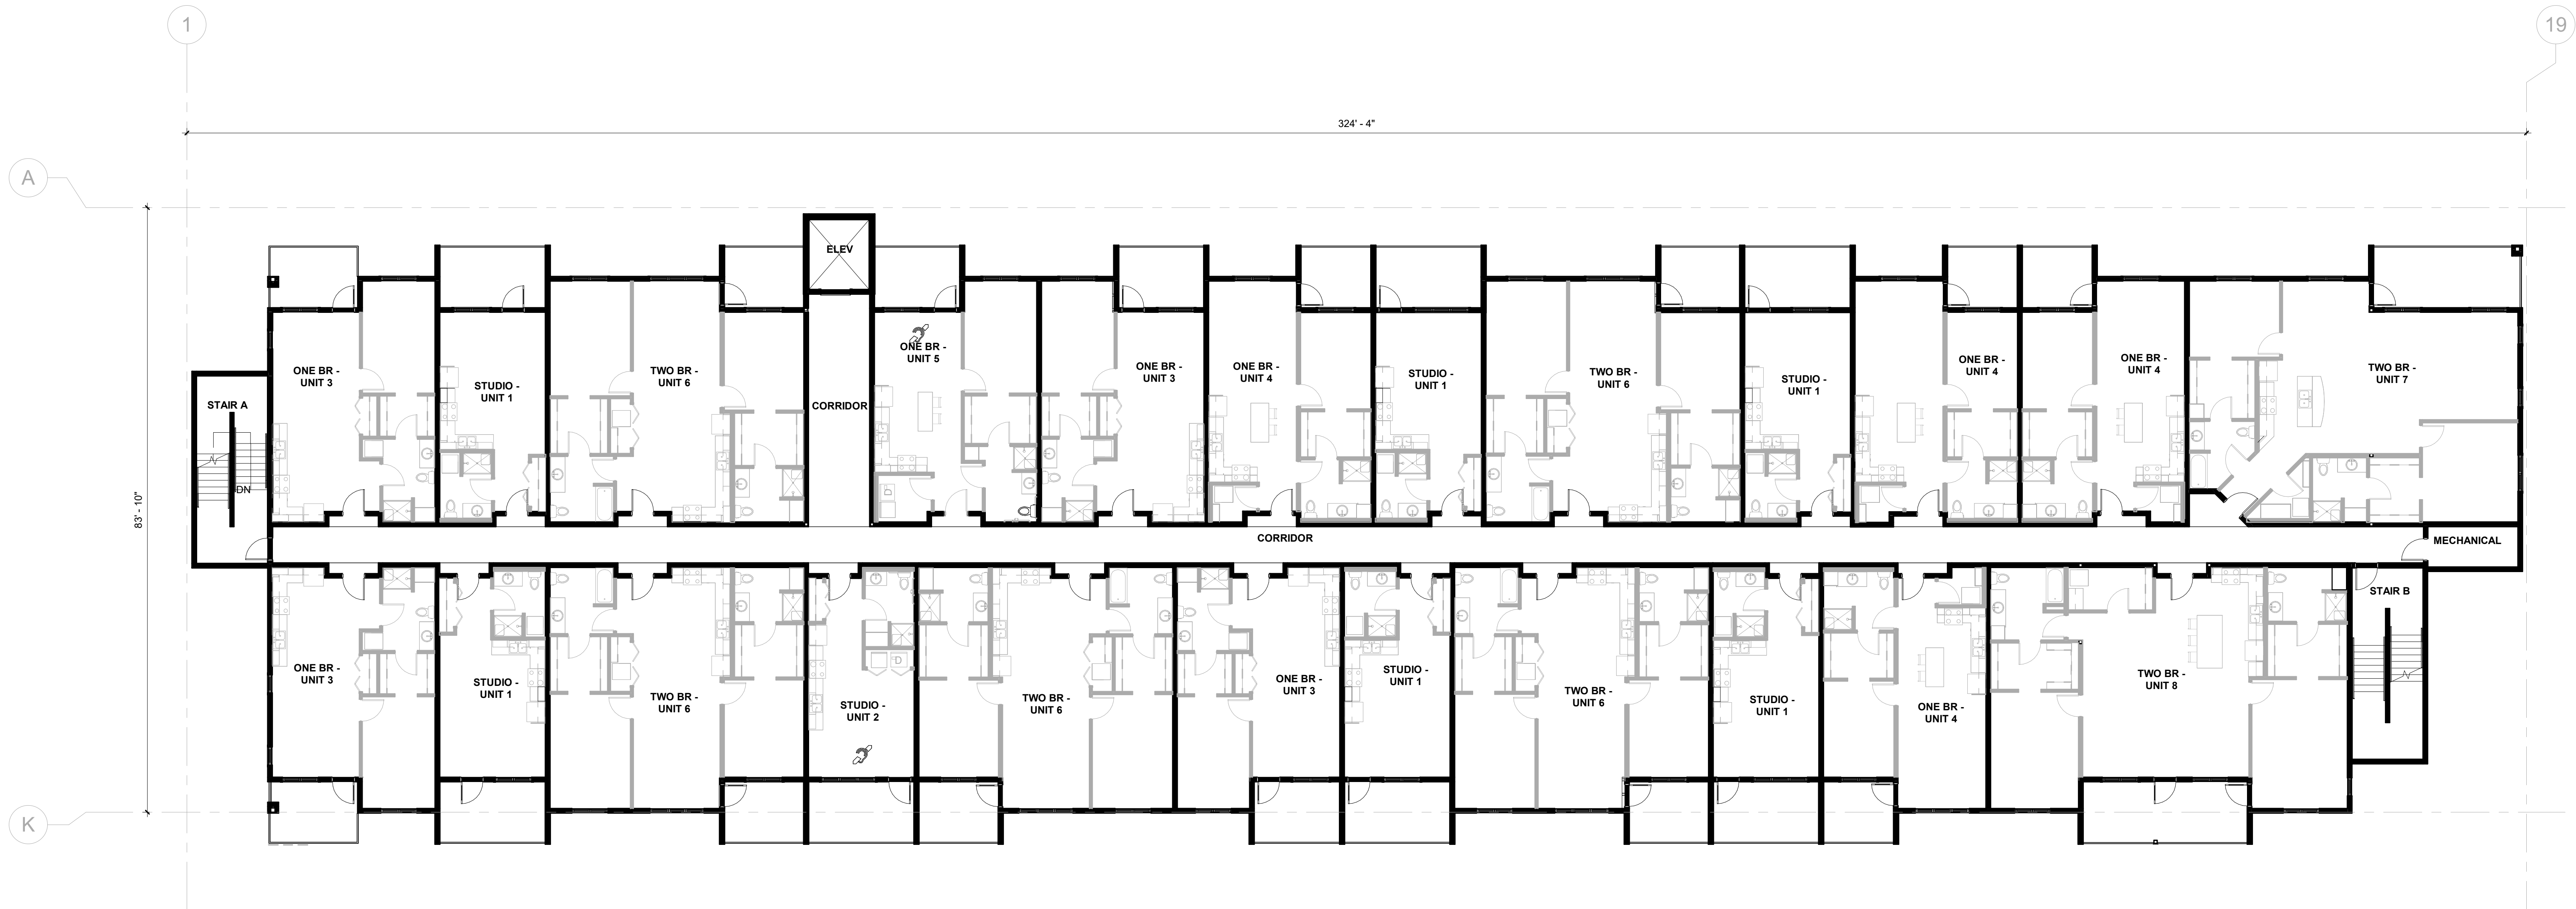 1
19
324' - 4"
A
83' - 10"
K
ELEV
ONE BR -
UNIT 3
STUDIO -
UNIT 1
TWO BR -
UNIT 6
CORRIDOR
ONE BR -
UNIT 5
ONE BR -
UNIT 3
ONE BR -
UNIT 4
STUDIO -
UNIT 1
TWO BR -
UNIT 6
STUDIO -
UNIT 1
ONE BR -
UNIT 4
ONE BR -
UNIT 4
TWO BR -
UNIT 7
STAIR A
DN
D
CORRIDOR
MECHANICAL
STAIR B
ONE BR -
UNIT 3
STUDIO -
UNIT 1
TWO BR -
UNIT 6
STUDIO -
UNIT 2
D
TWO BR -
UNIT 6
ONE BR -
UNIT 3
STUDIO -
UNIT 1
TWO BR -
UNIT 6
STUDIO -
UNIT 1
ONE BR -
UNIT 4
TWO BR -
UNIT 8